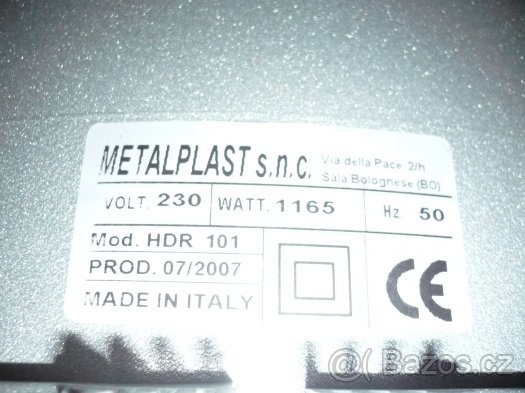 METALPLAST s.n.c. Via della Pace, 2/h
Sala Bolognese (BO)
VOLT. 230 WATT. 1165 Hz. 50
Mod. HDR 101
PROD. 07/2007
MADE IN ITALY
CE
Bazos.cz